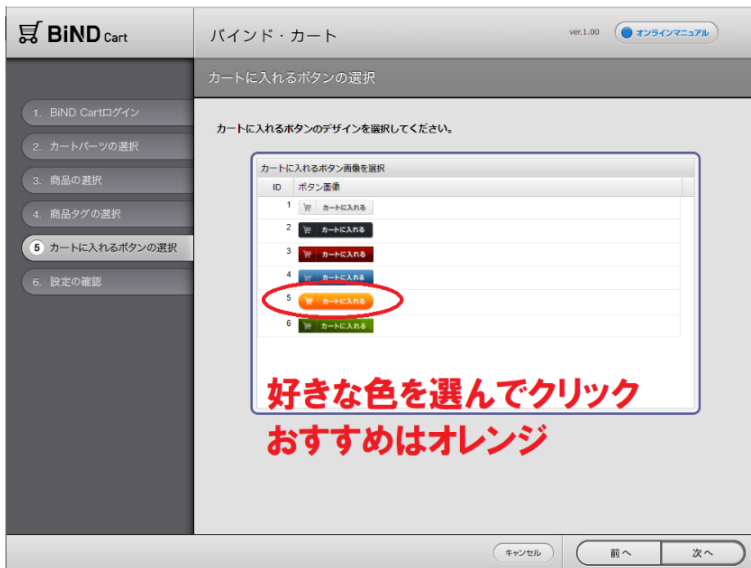 BiND Cart
バインド・カート
ver.1.00
オンラインマニュアル
カートに入れるボタンの選択
1. BiND Cartログイン
2. カートパーツの選択
3. 商品の選択
4. 商品タグの選択
5 カートに入れるボタンの選択
6. 設定の確認
カートに入れるボタンのデザインを選択してください。
カートに入れるボタン画像を選択
ID ボタン画像
1 カートに入れる
2 カートに入れる
3 カートに入れる
4 カートに入れる
5 カートに入れる
6 カートに入れる
好きな色を選んでクリック
おすすめはオレンジ
キャンセル
前へ
次へ